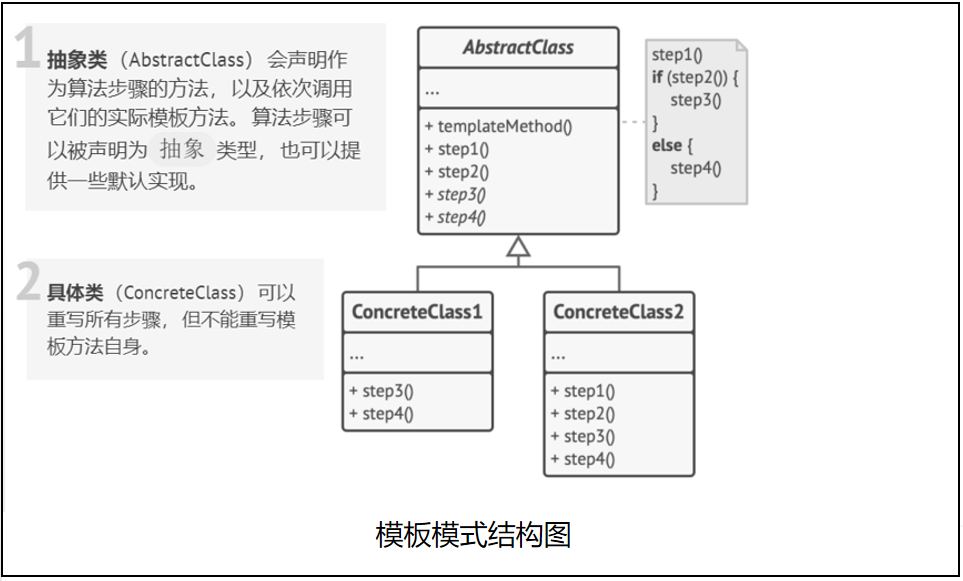 1
抽象类（AbstractClass）会声明作
为算法步骤的方法，以及依次调用
它们的实际模板方法。算法步骤可
以被声明为 抽象 类型，也可以提
供一些默认实现。
AbstractClass
...
+ templateMethod()
+ step1()
+ step2()
+ step3()
+ step4()
step1()
if (step2()) {
step3()
}
else {
step4()
}
2
具体类（ConcreteClass）可以
重写所有步骤，但不能重写模
板方法自身。
ConcreteClass1
...
+ step3()
+ step4()
ConcreteClass2
...
+ step1()
+ step2()
+ step3()
+ step4()
模板模式结构图